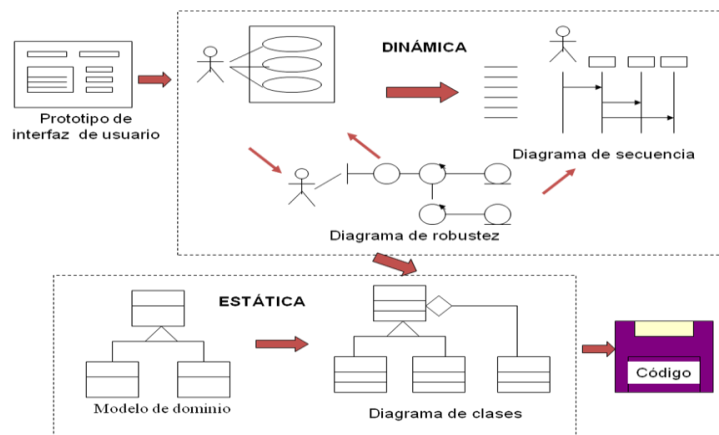 DINÁMICA
Prototipo de
interfaz de usuario
Diagrama de secuencia
Diagrama de robustez
ESTÁTICA
Modelo de dominio
Diagrama de clases
Código